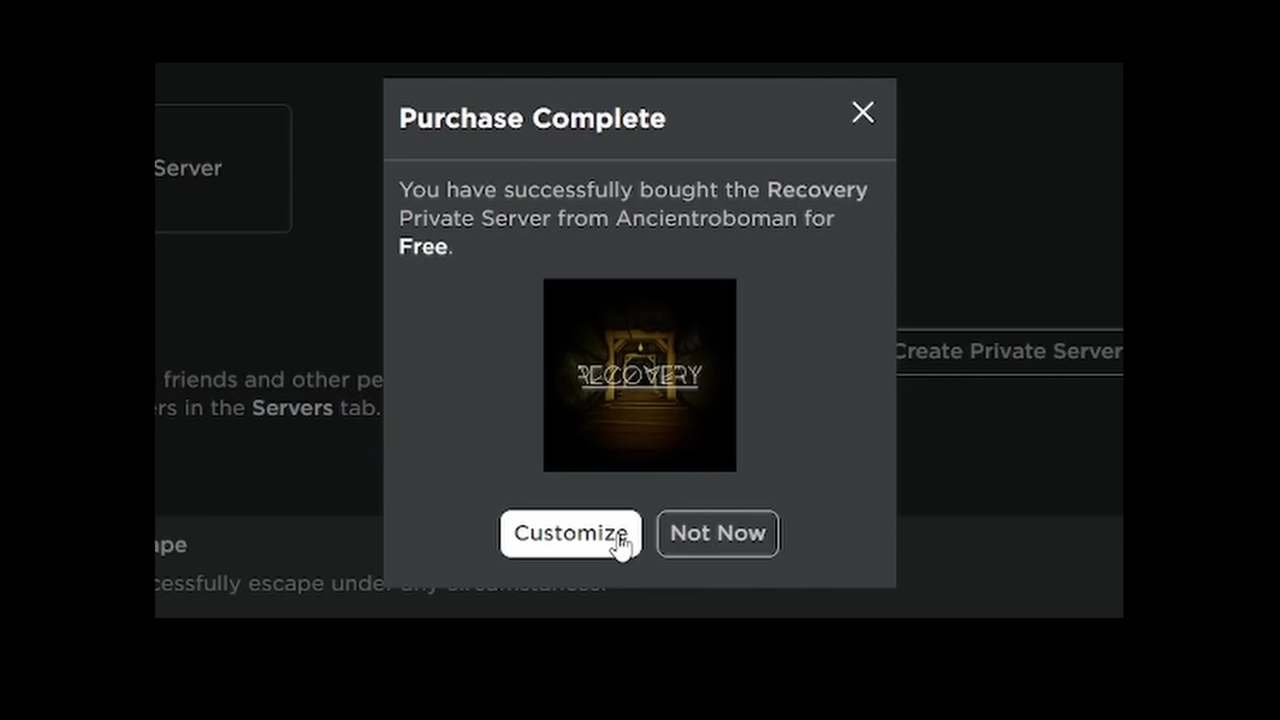 Purchase Complete
Server
You have successfully bought the Recovery
Private Server from Ancientroboman for
Free.
RECOVERY
Create Private Server
friends and other pe
ers in the Servers tab.
Customize
Not Now
ape
cessfully escape under any circumstances.